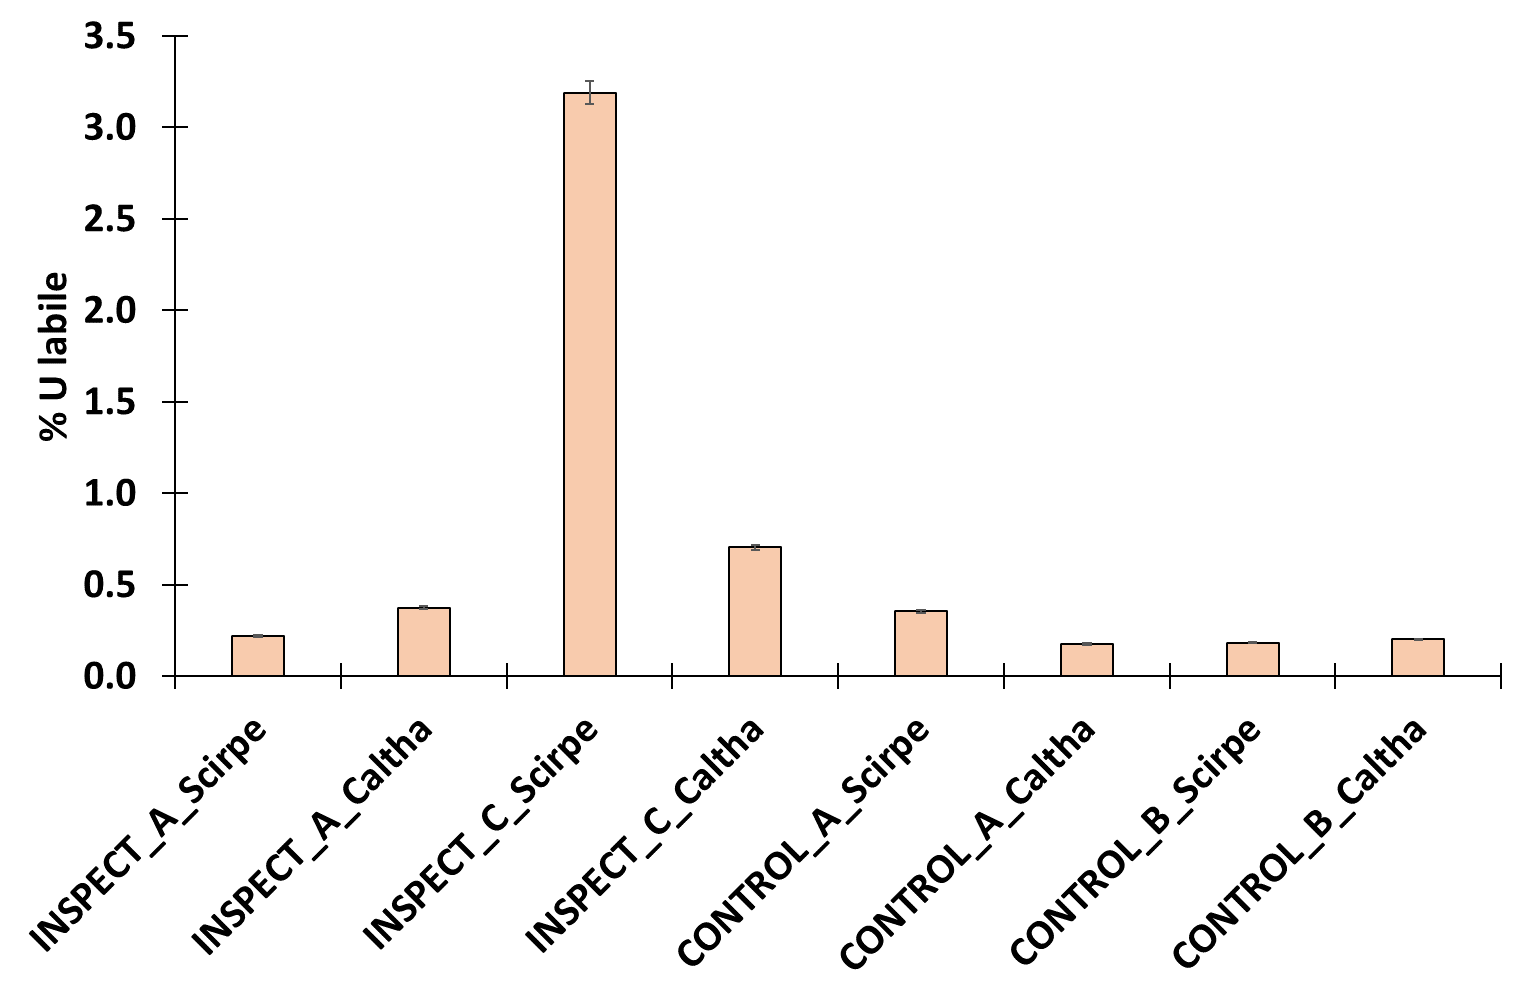 3.5
3.0
2.5
2.0
1.5
1.0
0.5
0.0
% U labile
INSPECT_A_Scirpe
INSPECT_A_Caltha
INSPECT_C_Scirpe
INSPECT_C_Caltha
CONTROL_A_Scirpe
CONTROL_A_Caltha
CONTROL_B_Scirpe
CONTROL_B_Caltha